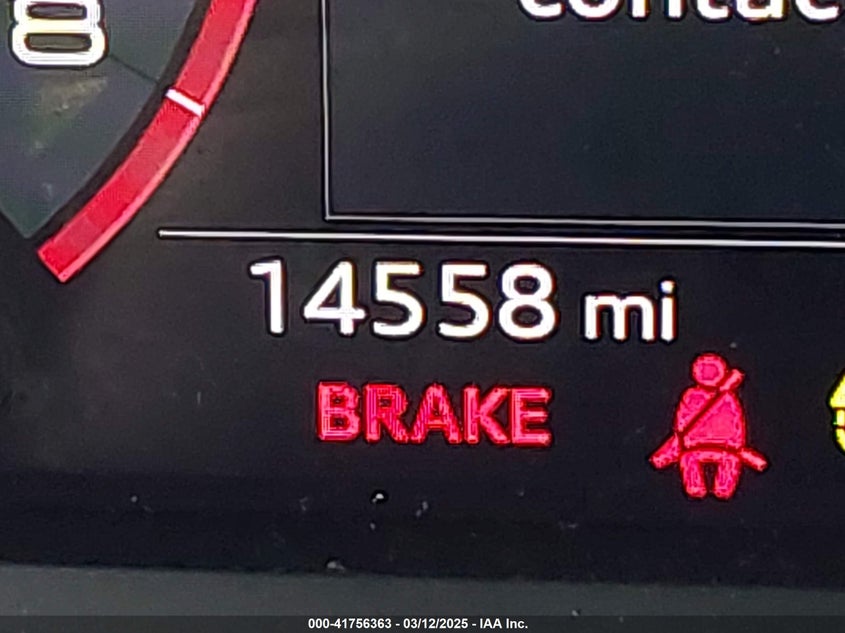 14558 mi
BRAKE
000-41756363 - 03/12/2025 - IAA Inc.